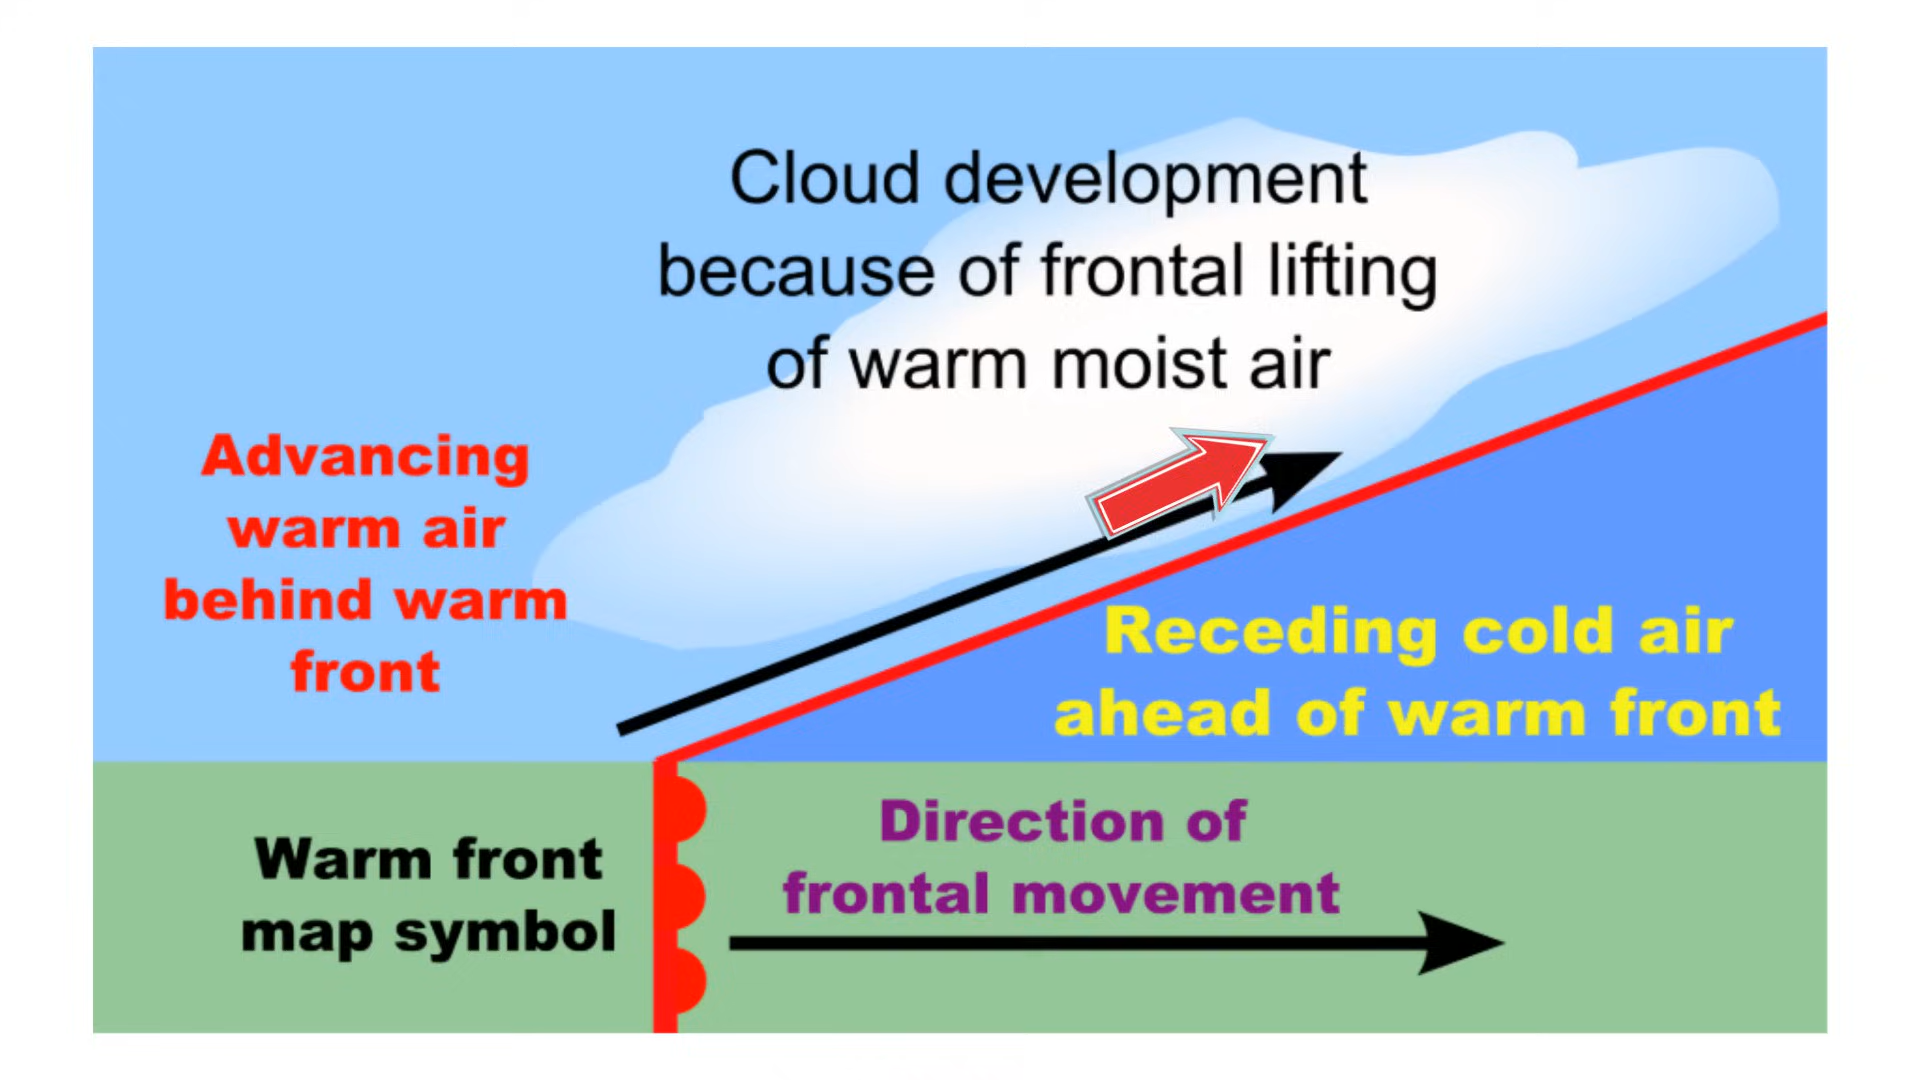 Cloud development
because of frontal lifting
of warm moist air
Advancing
warm air
behind warm
front
Receding cold air
ahead of warm front
Warm front
map symbol
Direction of
frontal movement